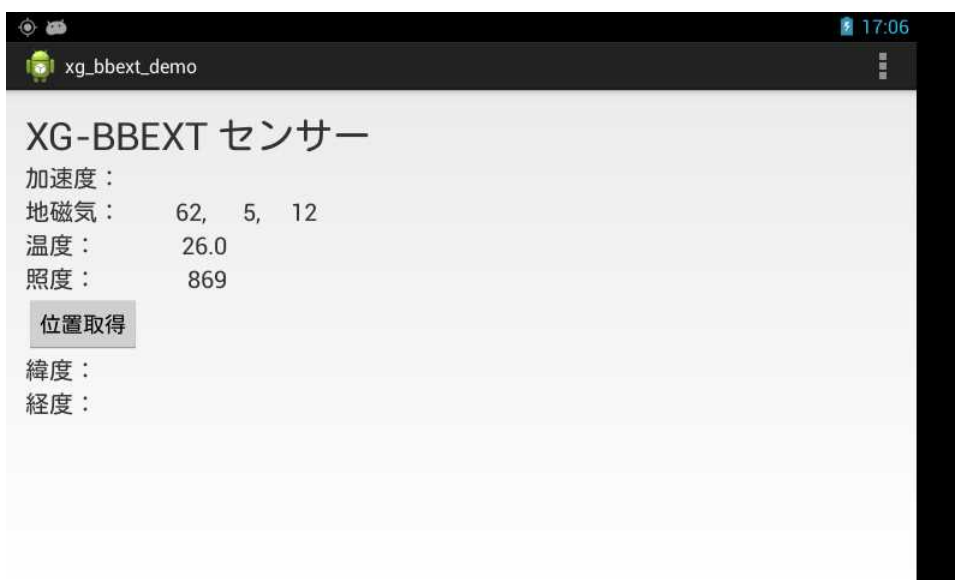 17:06
xg_bbext_demo
XG-BBEXT センサー
加速度：
地磁気： 62, 5, 12
温度： 26.0
照度： 869
位置取得
緯度：
経度：